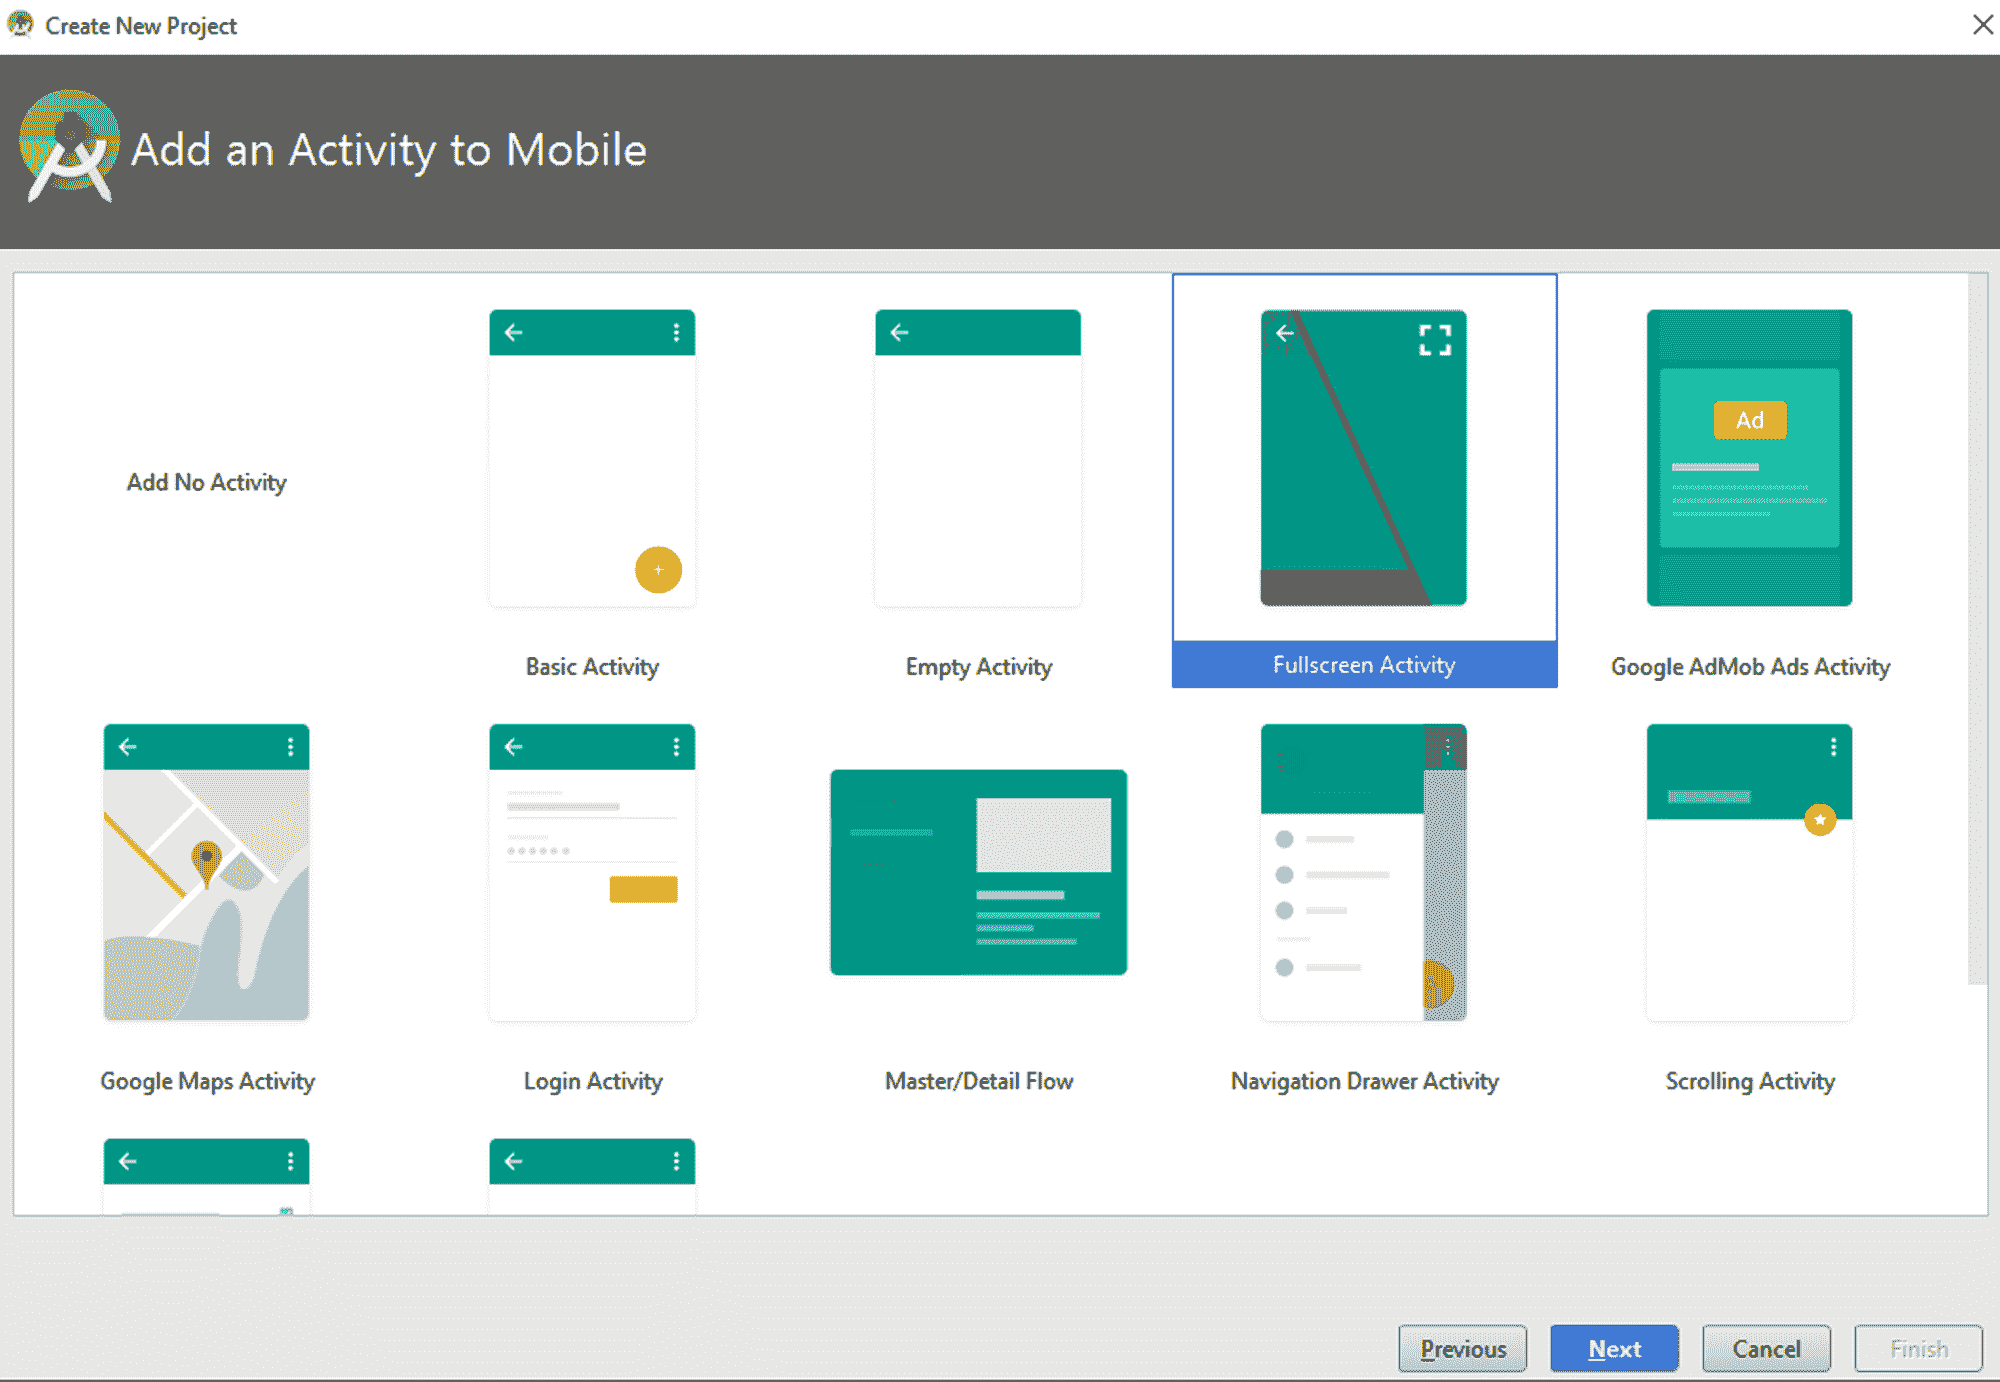 Create New Project
Add an Activity to Mobile
Ad
Add No Activity
Basic Activity
Empty Activity
Fullscreen Activity
Google AdMob Ads Activity
Google Maps Activity
Login Activity
Master/Detail Flow
Navigation Drawer Activity
Scrolling Activity
Previous
Next
Cancel
Finish